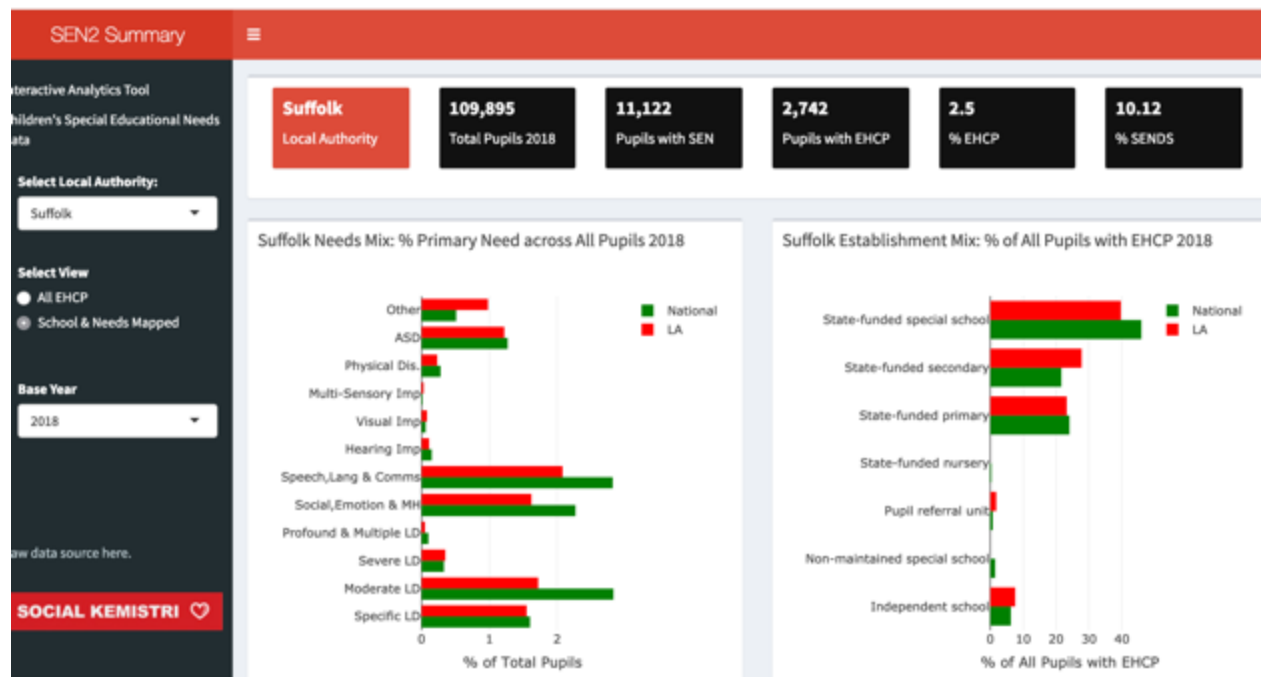 SEN2 Summary
nteractive Analytics Tool
hildren's Special Educational Needs
ata
Select Local Authority:
Suffolk
Select View
All EHCP
School & Needs Mapped
Base Year
2018
aw data source here.
SOCIAL KEMISTRI
Suffolk
Local Authority
109,895
Total Pupils 2018
11,122
Pupils with SEN
2,742
Pupils with EHCP
2.5
% EHCP
10.12
% SENDS
Suffolk Needs Mix: % Primary Need across All Pupils 2018
Other
ASD
Physical Dis.
Multi-Sensory Imp
Visual Imp
Hearing Imp
Speech,Lang & Comms
Social,Emotion & MH
Profound & Multiple LD
Severe LD
Moderate LD
Specific LD
National
LA
0 1 2
% of Total Pupils
Suffolk Establishment Mix: % of All Pupils with EHCP 2018
State-funded special school
State-funded secondary
State-funded primary
State-funded nursery
Pupil referral unit
Non-maintained special school
Independent school
National
LA
0 10 20 30 40
% of All Pupils with EHCP